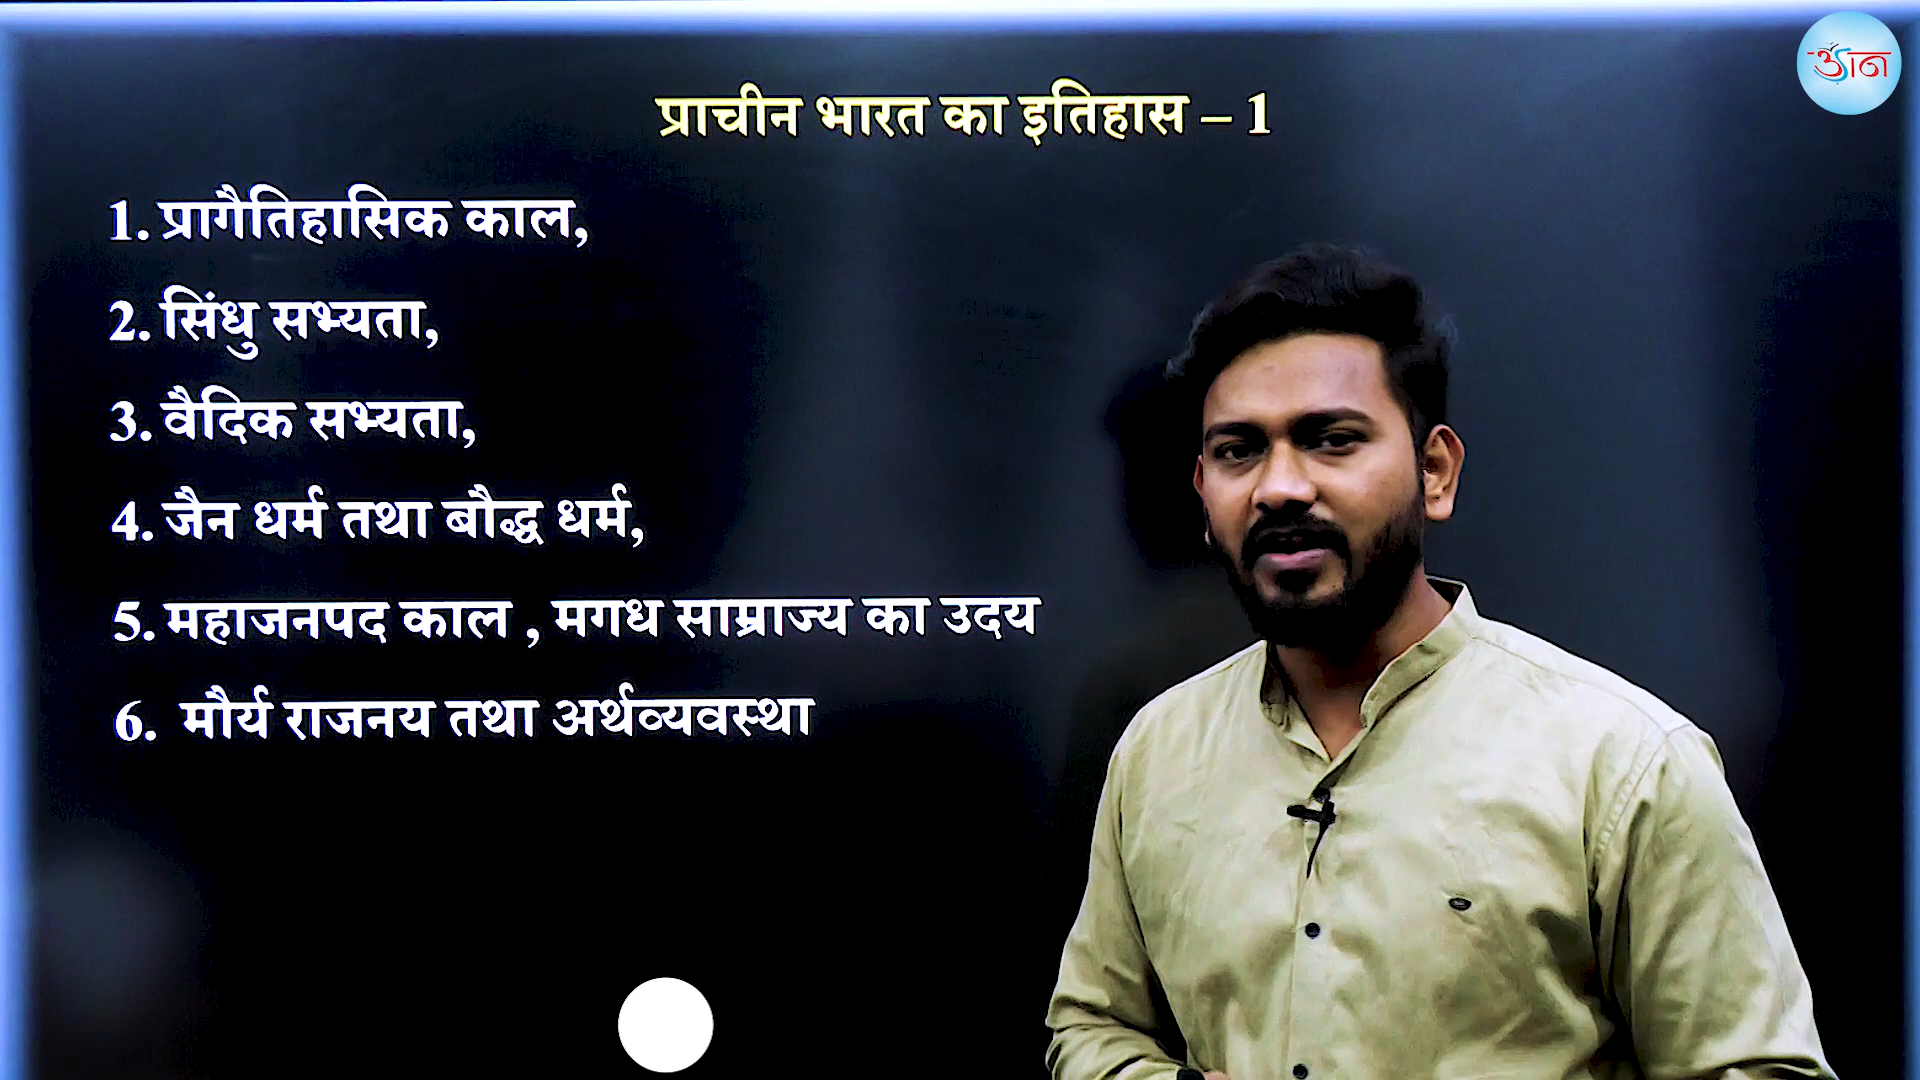 प्राचीन भारत का इतिहास – 1
1. प्रागैतिहासिक काल,
2. सिंधु सभ्यता,
3. वैदिक सभ्यता,
4. जैन धर्म तथा बौद्ध धर्म,
5. महाजनपद काल , मगध साम्राज्य का उदय
6. मौर्य राजनय तथा अर्थव्यवस्था